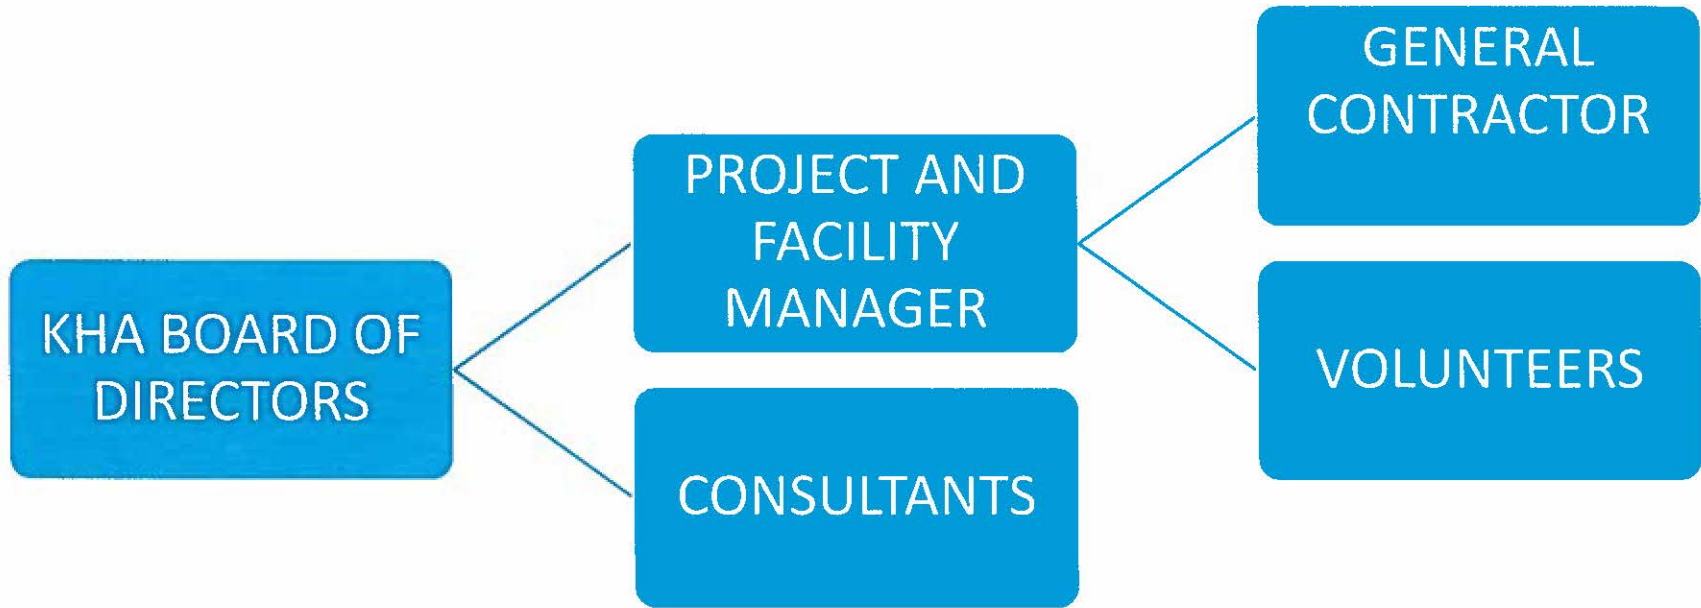 KHA BOARD OF
DIRECTORS
PROJECT AND
FACILITY
MANAGER
CONSULTANTS
GENERAL
CONTRACTOR
VOLUNTEERS